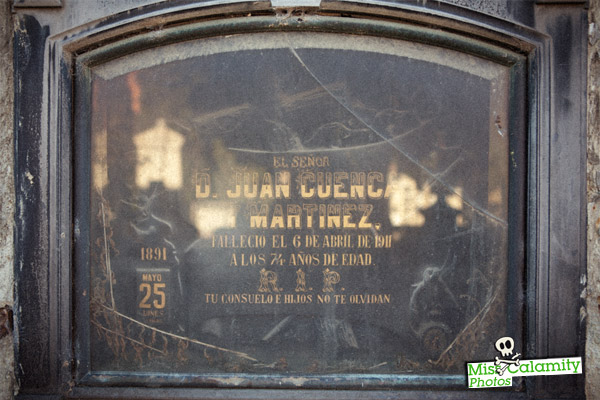 EL SEÑOR
D. JUAN CUENCA
Y MARTINEZ.
FALLECIO EL 6 DE ABRIL DE 1911
A LOS 74 AÑOS DE EDAD.
R. I. P.
TU CONSUELO E HIJOS NO TE OLVIDAN
1891
MAYO
25
LUNES
Miss Calamity
Photos